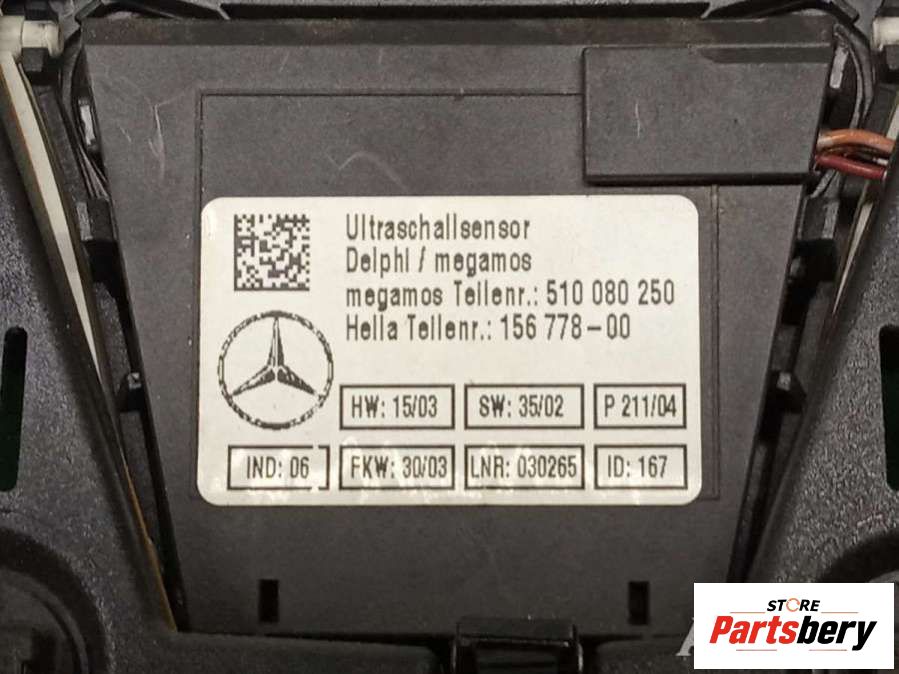 Ultraschallsensor
Delphi / megamos
megamos Teilenr.: 510 080 250
Hella Teilenr.: 156 778-00
HW: 15/03 SW: 35/02 P 211/04
IND: 06 FKW: 30/03 LNR: 030265 ID: 167
STORE
Partsbery